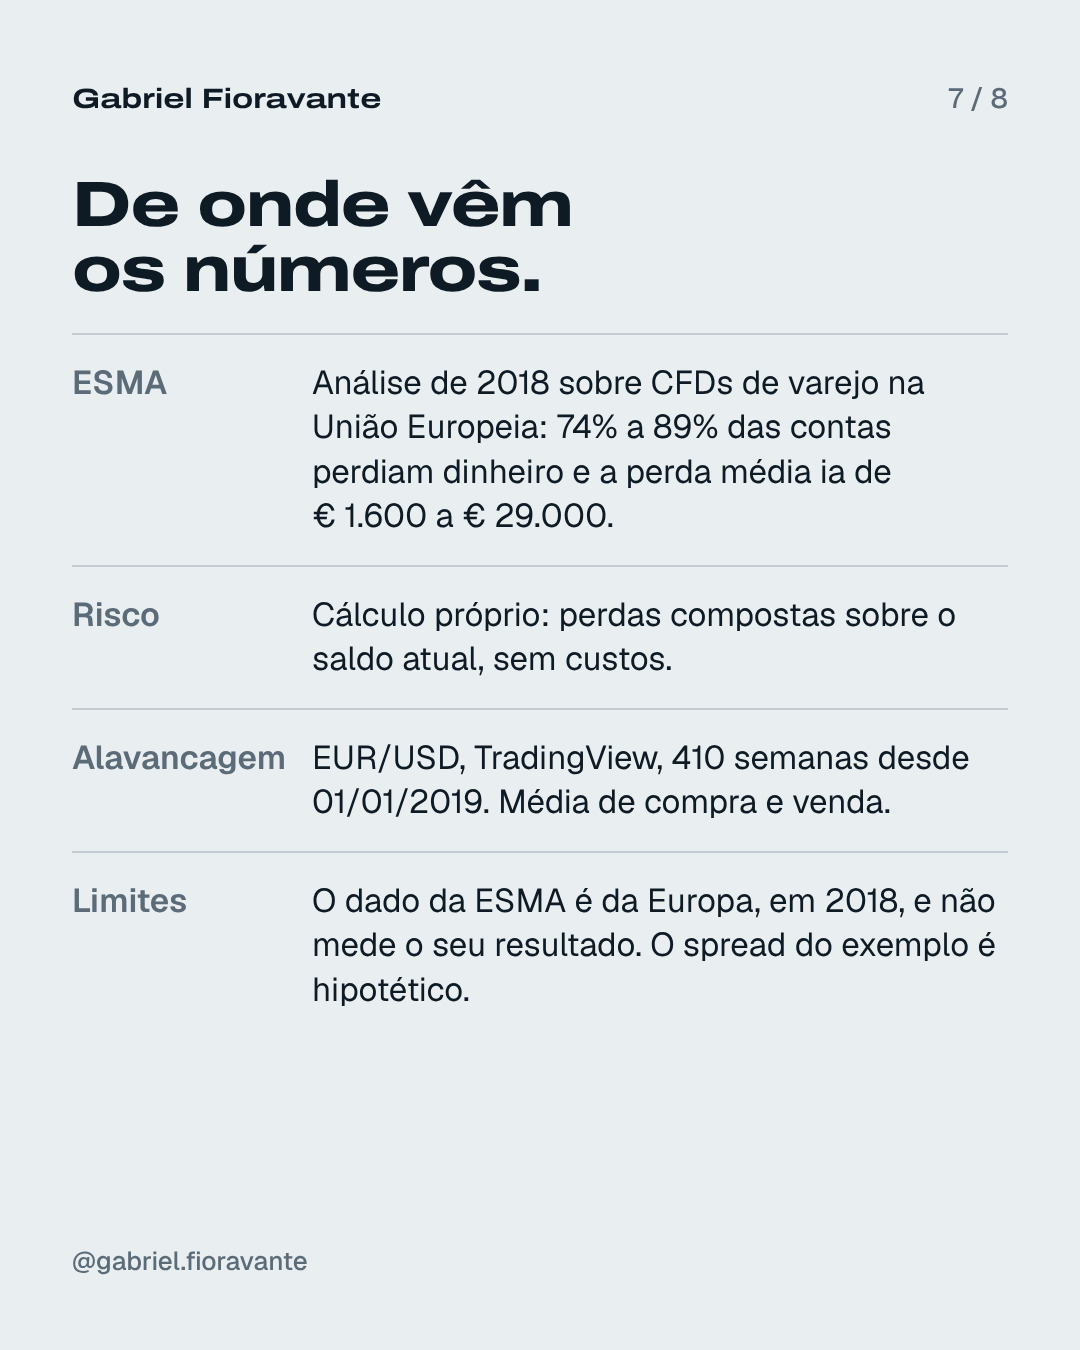 Gabriel Fioravante
7 / 8
De onde vêm
os números.
ESMA
Análise de 2018 sobre CFDs de varejo na
União Europeia: 74% a 89% das contas
perdiam dinheiro e a perda média ia de
€ 1.600 a € 29.000.
Risco
Cálculo próprio: perdas compostas sobre o
saldo atual, sem custos.
Alavancagem
EUR/USD, TradingView, 410 semanas desde
01/01/2019. Média de compra e venda.
Limites
O dado da ESMA é da Europa, em 2018, e não
mede o seu resultado. O spread do exemplo é
hipotético.
@gabriel.fioravante